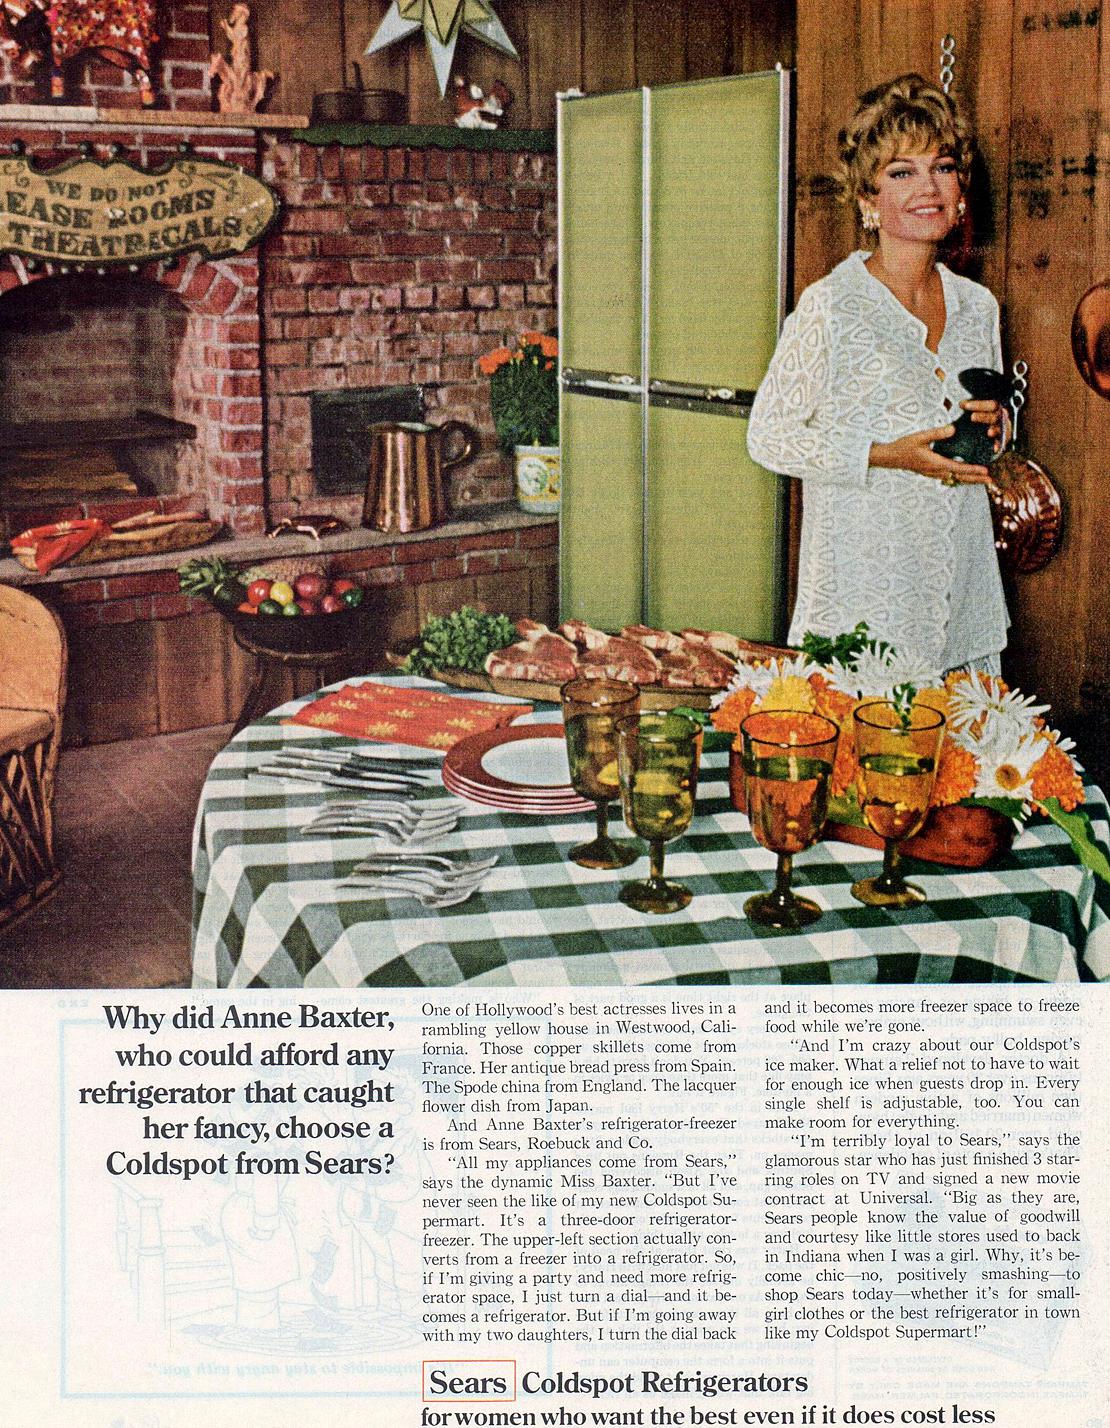 WE DO NOT
LEASE ROOMS
THEATRICALS
Why did Anne Baxter,
who could afford any
refrigerator that caught
her fancy, choose a
Coldspot from Sears?
One of Hollywood's best actresses lives in a
rambling yellow house in Westwood, Cali-
fornia. Those copper skillets come from
France. Her antique bread press from Spain.
The Spode china from England. The lacquer
flower dish from Japan.
And Anne Baxter's refrigerator-freezer
is from Sears, Roebuck and Co.
"All my appliances come from Sears,"
says the dynamic Miss Baxter. "But I've
never seen the like of my new Coldspot Su-
permart. It's a three-door refrigerator-
freezer. The upper-left section actually con-
verts from a freezer into a refrigerator. So,
if I'm giving a party and need more refrig-
erator space, I just turn a dial—and it be-
comes a refrigerator. But if I'm going away
with my two daughters, I turn the dial back
and it becomes more freezer space to freeze
food while we're gone.
"And I'm crazy about our Coldspot's
ice maker. What a relief not to have to wait
for enough ice when guests drop in. Every
single shelf is adjustable, too. You can
make room for everything.
"I'm terribly loyal to Sears," says the
glamorous star who has just finished 3 star-
ring roles on TV and signed a new movie
contract at Universal. "Big as they are,
Sears people know the value of goodwill
and courtesy like little stores used to back
in Indiana when I was a girl. Why, it's be-
come chic—no, positively smashing—to
shop Sears today—whether it's for small-
girl clothes or the best refrigerator in town
like my Coldspot Supermart!"
Sears Coldspot Refrigerators
for women who want the best even if it does cost less